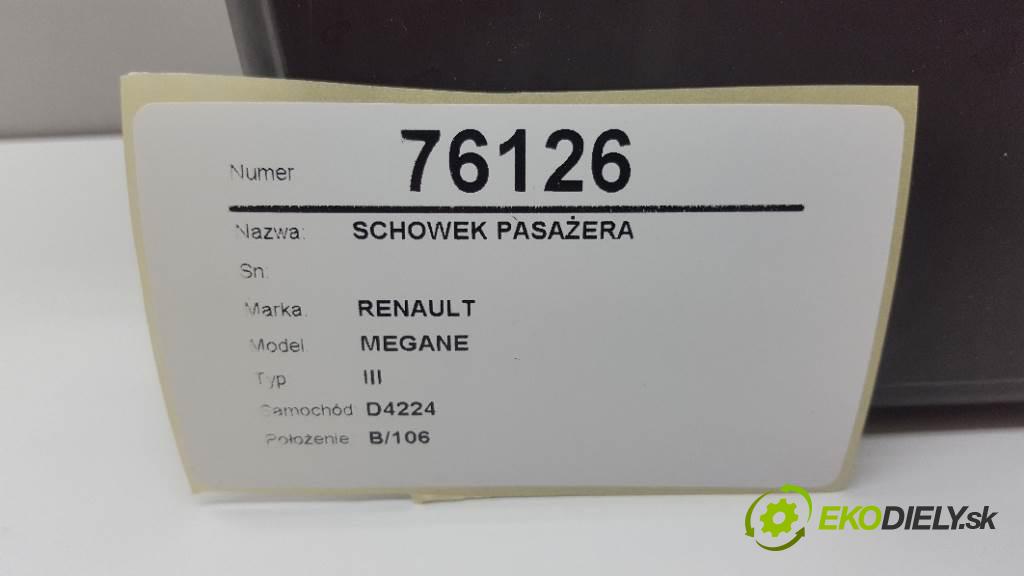 Numer 76126
Nazwa: SCHOWEK PASAŻERA
Sn:
Marka: RENAULT
Model: MEGANE
Typ III
Samochód: D4224
Położenie: B/106
EKODIELY.sk